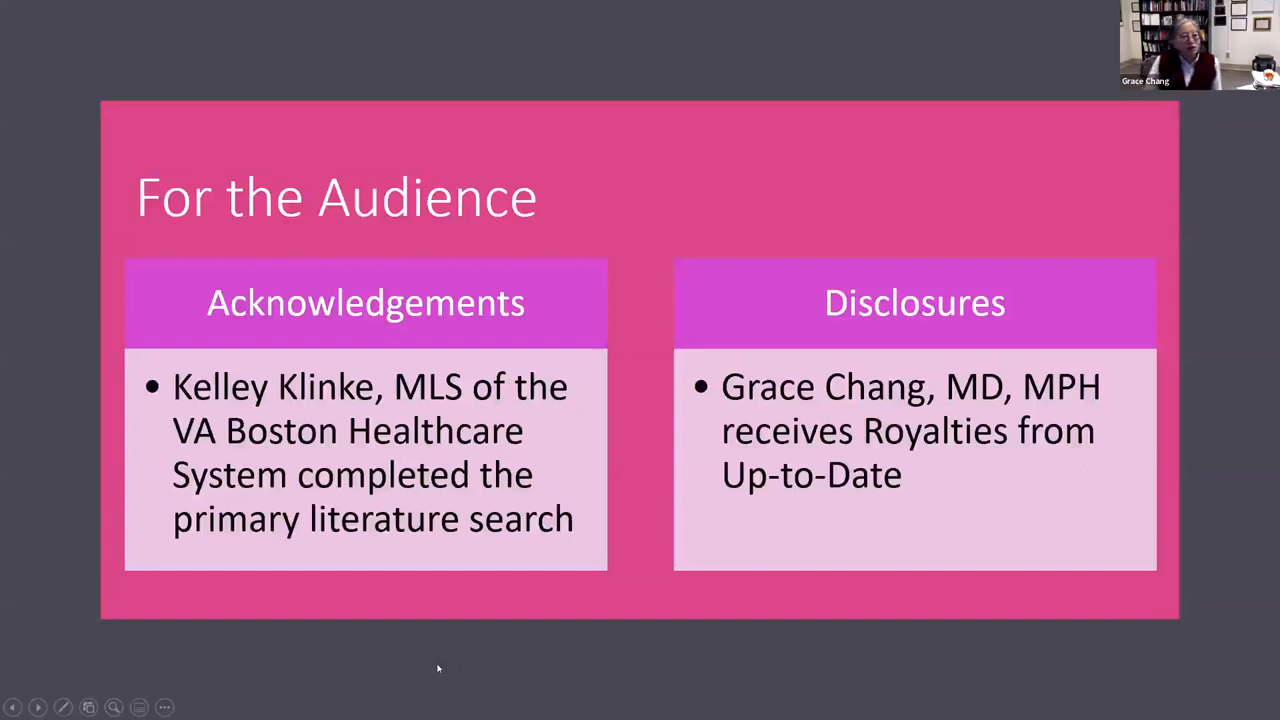 Grace Chang
For the Audience
Acknowledgements
• Kelley Klinke, MLS of the
VA Boston Healthcare
System completed the
primary literature search
Disclosures
• Grace Chang, MD, MPH
receives Royalties from
Up-to-Date